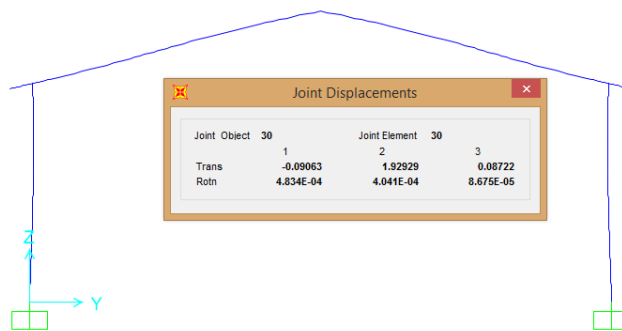 Joint Displacements
Joint Object 30 Joint Element 30
1 2 3
Trans -0.09063 1.92929 0.08722
Rotn 4.834E-04 4.041E-04 8.675E-05
Z
Y